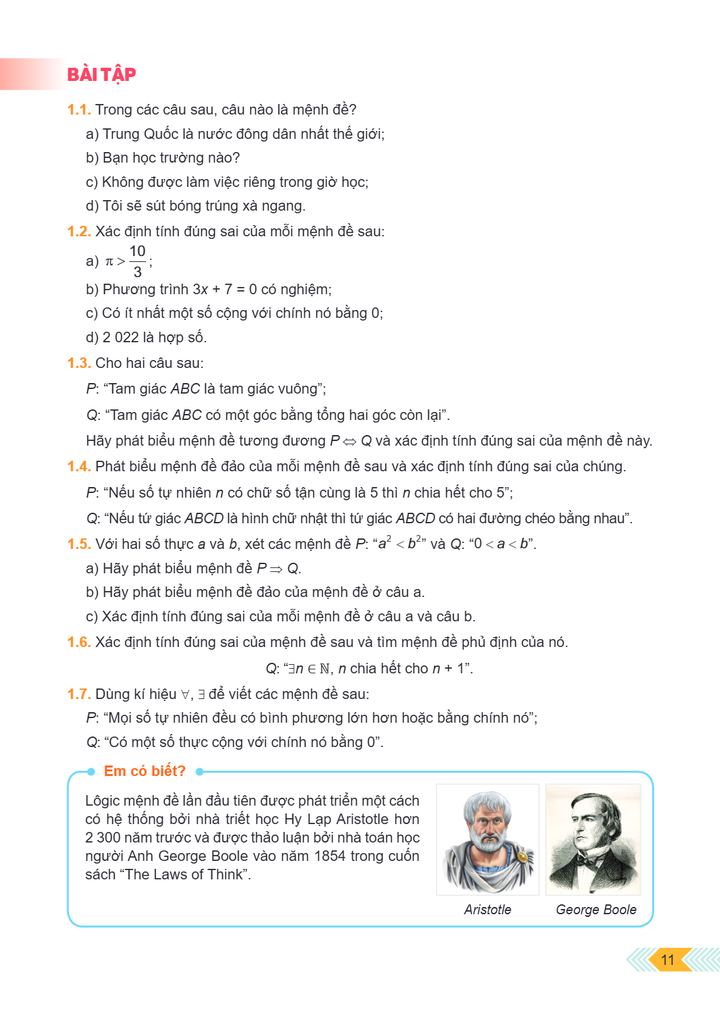 BÀI TẬP
1.1. Trong các câu sau, câu nào là mệnh đề?
a) Trung Quốc là nước đông dân nhất thế giới;
b) Bạn học trường nào?
c) Không được làm việc riêng trong giờ học;
d) Tôi sẽ sút bóng trúng xà ngang.
1.2. Xác định tính đúng sai của mỗi mệnh đề sau:
a) π > 10/3;
b) Phương trình 3x + 7 = 0 có nghiệm;
c) Có ít nhất một số cộng với chính nó bằng 0;
d) 2 022 là hợp số.
1.3. Cho hai câu sau:
P: “Tam giác ABC là tam giác vuông”;
Q: “Tam giác ABC có một góc bằng tổng hai góc còn lại”.
Hãy phát biểu mệnh đề tương đương P ⇔ Q và xác định tính đúng sai của mệnh đề này.
1.4. Phát biểu mệnh đề đảo của mỗi mệnh đề sau và xác định tính đúng sai của chúng.
P: “Nếu số tự nhiên n có chữ số tận cùng là 5 thì n chia hết cho 5”;
Q: “Nếu tứ giác ABCD là hình chữ nhật thì tứ giác ABCD có hai đường chéo bằng nhau”.
1.5. Với hai số thực a và b, xét các mệnh đề P: “a² < b²” và Q: “0 < a < b”.
a) Hãy phát biểu mệnh đề P ⇒ Q.
b) Hãy phát biểu mệnh đề đảo của mệnh đề ở câu a.
c) Xác định tính đúng sai của mỗi mệnh đề ở câu a và câu b.
1.6. Xác định tính đúng sai của mệnh đề sau và tìm mệnh đề phủ định của nó.
Q: “∃n ∈ ℕ, n chia hết cho n + 1”.
1.7. Dùng kí hiệu ∀, ∃ để viết các mệnh đề sau:
P: “Mọi số tự nhiên đều có bình phương lớn hơn hoặc bằng chính nó”;
Q: “Có một số thực cộng với chính nó bằng 0”.
Em có biết?
Lôgic mệnh đề lần đầu tiên được phát triển một cách
có hệ thống bởi nhà triết học Hy Lạp Aristotle hơn
2 300 năm trước và được thảo luận bởi nhà toán học
người Anh George Boole vào năm 1854 trong cuốn
sách “The Laws of Think”.
Aristotle
George Boole
11